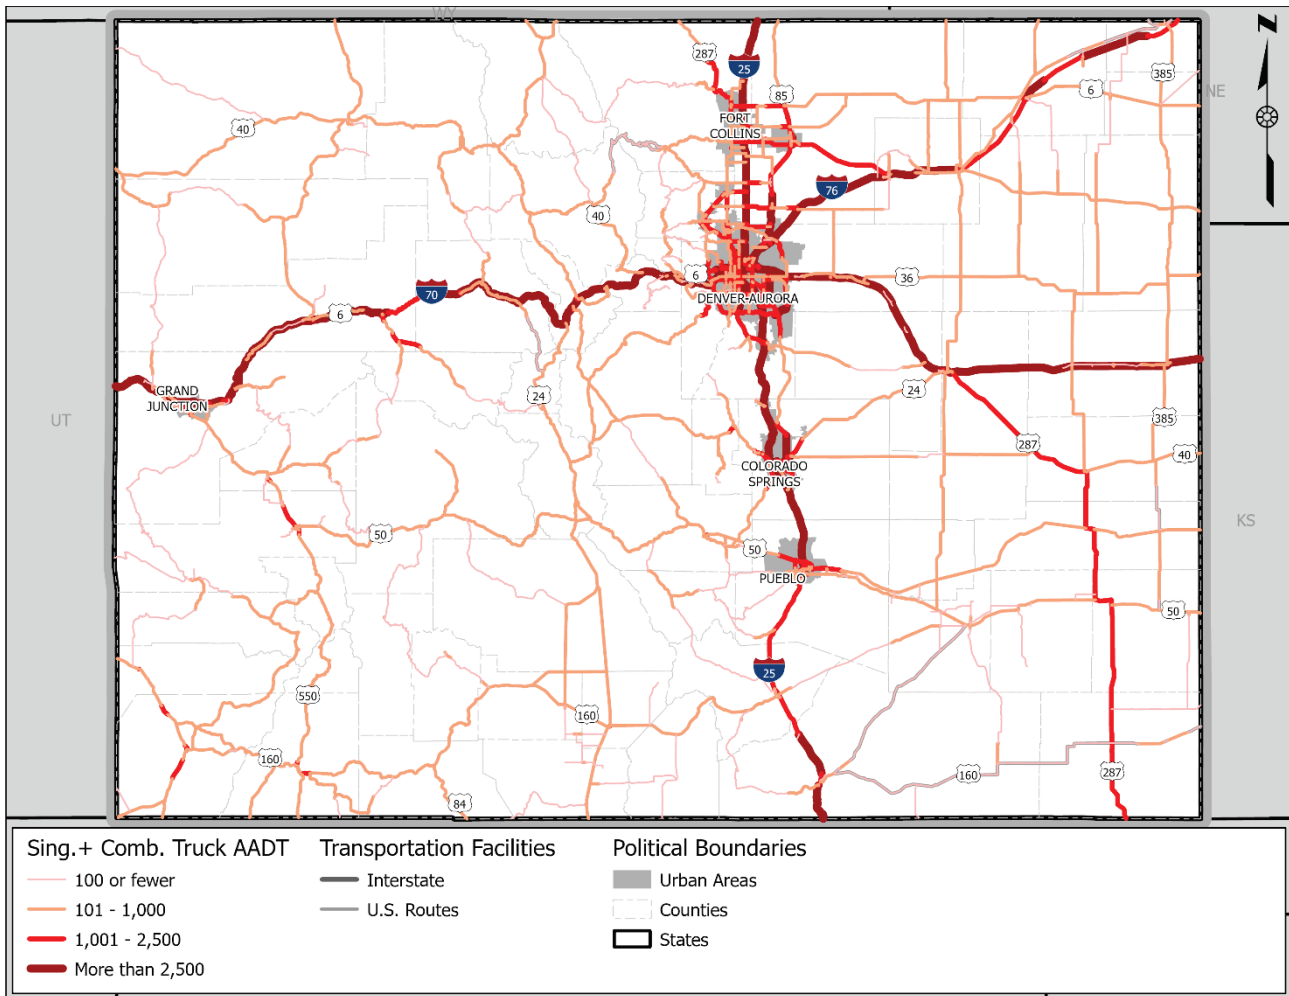 WY
N
287
25
85
385
6
NE
40
FORT
COLLINS
76
40
6
36
70
DENVER-AURORA
6
GRAND
JUNCTION
24
24
UT
385
287
40
COLORADO
SPRINGS
KS
50
50
PUEBLO
50
25
550
160
160
160
287
84
Sing.+ Comb. Truck AADT
100 or fewer
101 - 1,000
1,001 - 2,500
More than 2,500
Transportation Facilities
Interstate
U.S. Routes
Political Boundaries
Urban Areas
Counties
States